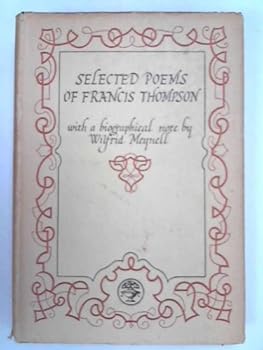 SELECTED POEMS
OF FRANCIS THOMPSON
with a biographical note by
Wilfrid Meynell